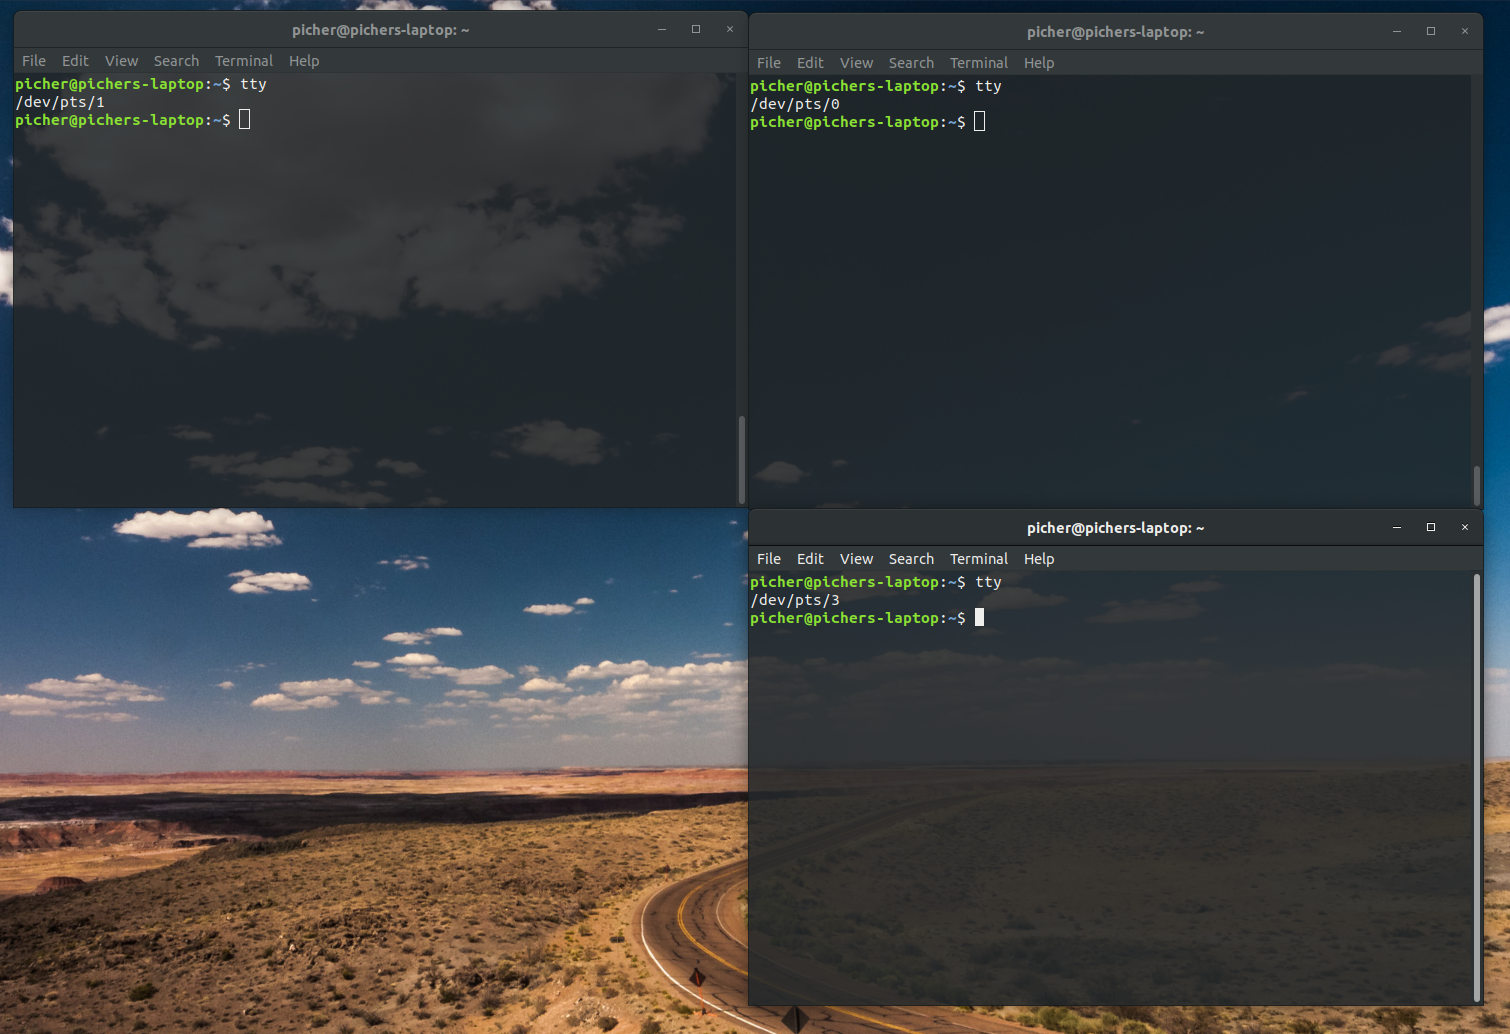 picher@pichers-laptop: ~
File Edit View Search Terminal Help
picher@pichers-laptop:~$ tty
/dev/pts/1
picher@pichers-laptop:~$
picher@pichers-laptop: ~
File Edit View Search Terminal Help
picher@pichers-laptop:~$ tty
/dev/pts/0
picher@pichers-laptop:~$
picher@pichers-laptop: ~
File Edit View Search Terminal Help
picher@pichers-laptop:~$ tty
/dev/pts/3
picher@pichers-laptop:~$